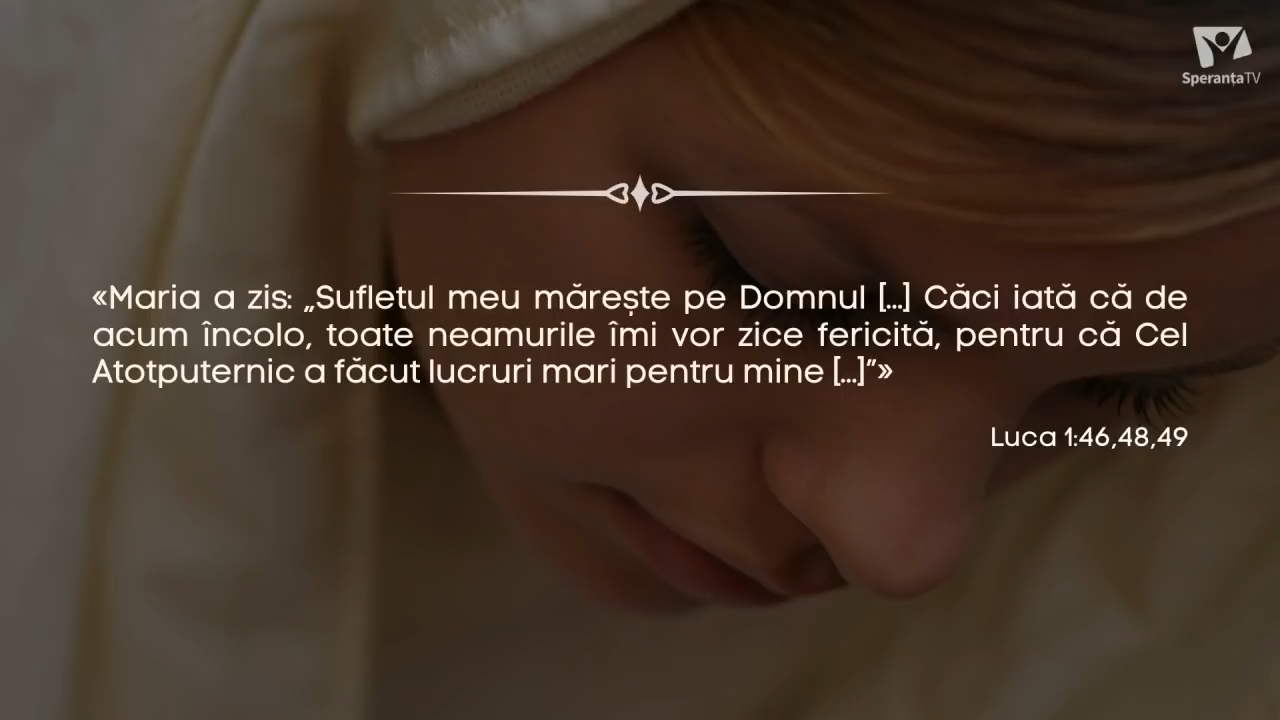 SperanțaTV
«Maria a zis: „Sufletul meu mărește pe Domnul [...] Căci iată că de
acum încolo, toate neamurile îmi vor zice fericită, pentru că Cel
Atotputernic a făcut lucruri mari pentru mine [...]”»
Luca 1:46,48,49